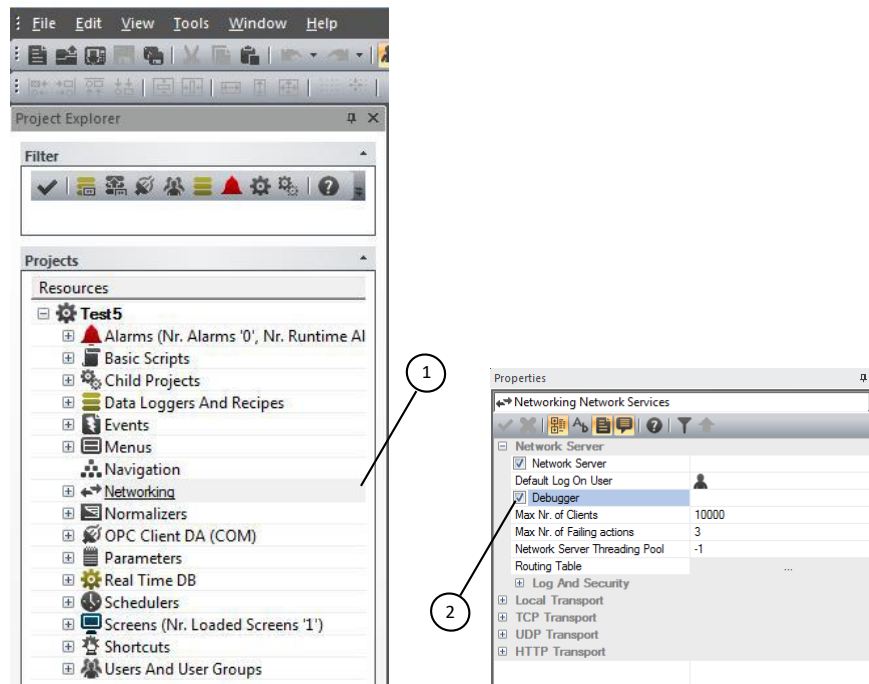 File Edit View Tools Window Help
Project Explorer
Filter
Projects
Resources
Test5
Alarms (Nr. Alarms '0', Nr. Runtime Al
Basic Scripts
Child Projects
Data Loggers And Recipes
Events
Menus
Navigation
Networking
Normalizers
OPC Client DA (COM)
Parameters
Real Time DB
Schedulers
Screens (Nr. Loaded Screens '1')
Shortcuts
Users And User Groups
1
Properties
Networking Network Services
Network Server
Network Server
Default Log On User
Debugger
Max Nr. of Clients 10000
Max Nr. of Failing actions 3
Network Server Threading Pool -1
Routing Table ...
Log And Security
Local Transport
TCP Transport
UDP Transport
HTTP Transport
2